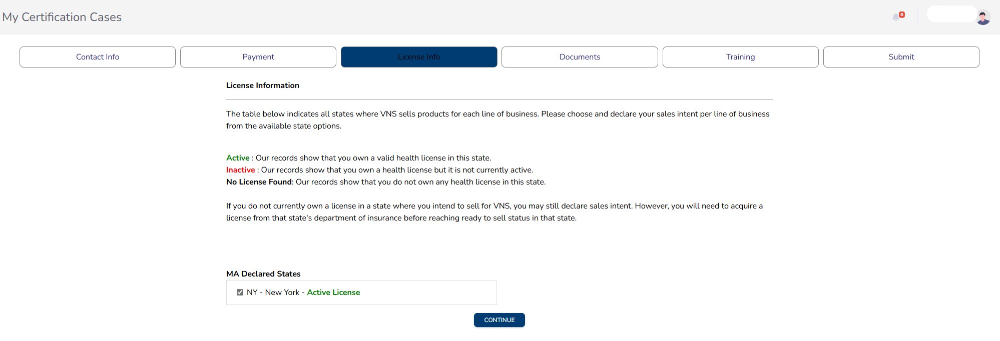 My Certification Cases
0
Contact Info
Payment
License Info
Documents
Training
Submit
License Information
The table below indicates all states where VNS sells products for each line of business. Please choose and declare your sales intent per line of business
from the available state options.
Active : Our records show that you own a valid health license in this state.
Inactive : Our records show that you own a health license but it is not currently active.
No License Found: Our records show that you do not own any health license in this state.
If you do not currently own a license in a state where you intend to sell for VNS, you may still declare sales intent. However, you will need to acquire a
license from that state's department of insurance before reaching ready to sell status in that state.
MA Declared States
NY - New York - Active License
CONTINUE